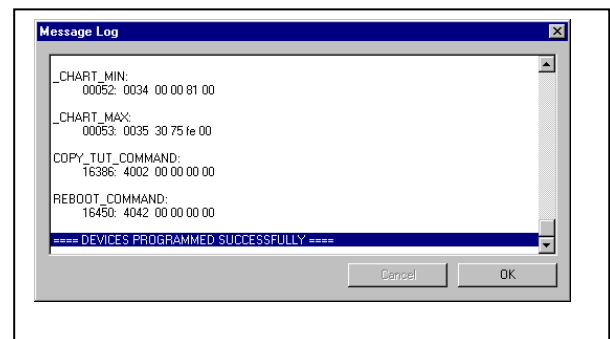 Message Log
_CHART_MIN:
00052: 0034 00 00 81 00
_CHART_MAX:
00053: 0035 30 75 fe 00
COPY_TUT_COMMAND:
16386: 4002 00 00 00 00
REBOOT_COMMAND:
16450: 4042 00 00 00 00
==== DEVICES PROGRAMMED SUCCESSFULLY ====
Cancel OK